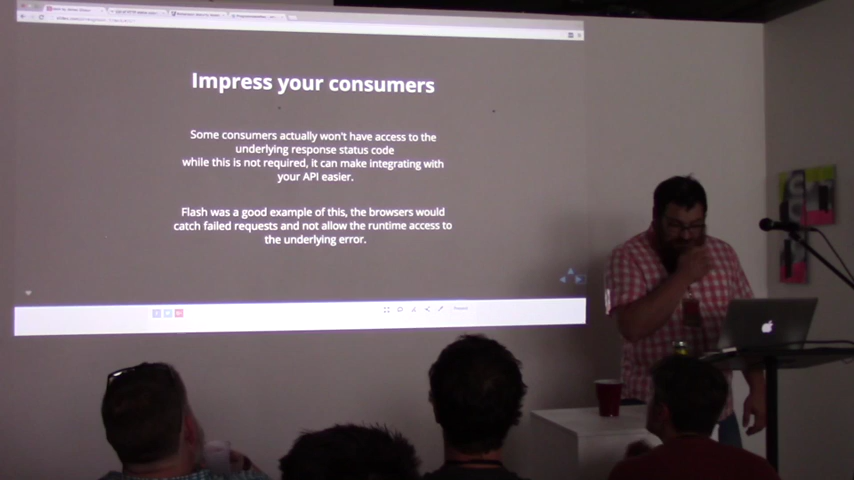 Impress your consumers
Some consumers actually won't have access to the
underlying response status code
while this is not required, it can make integrating with
your API easier.
Flash was a good example of this, the browsers would
catch failed requests and not allow the runtime access to
the underlying error.